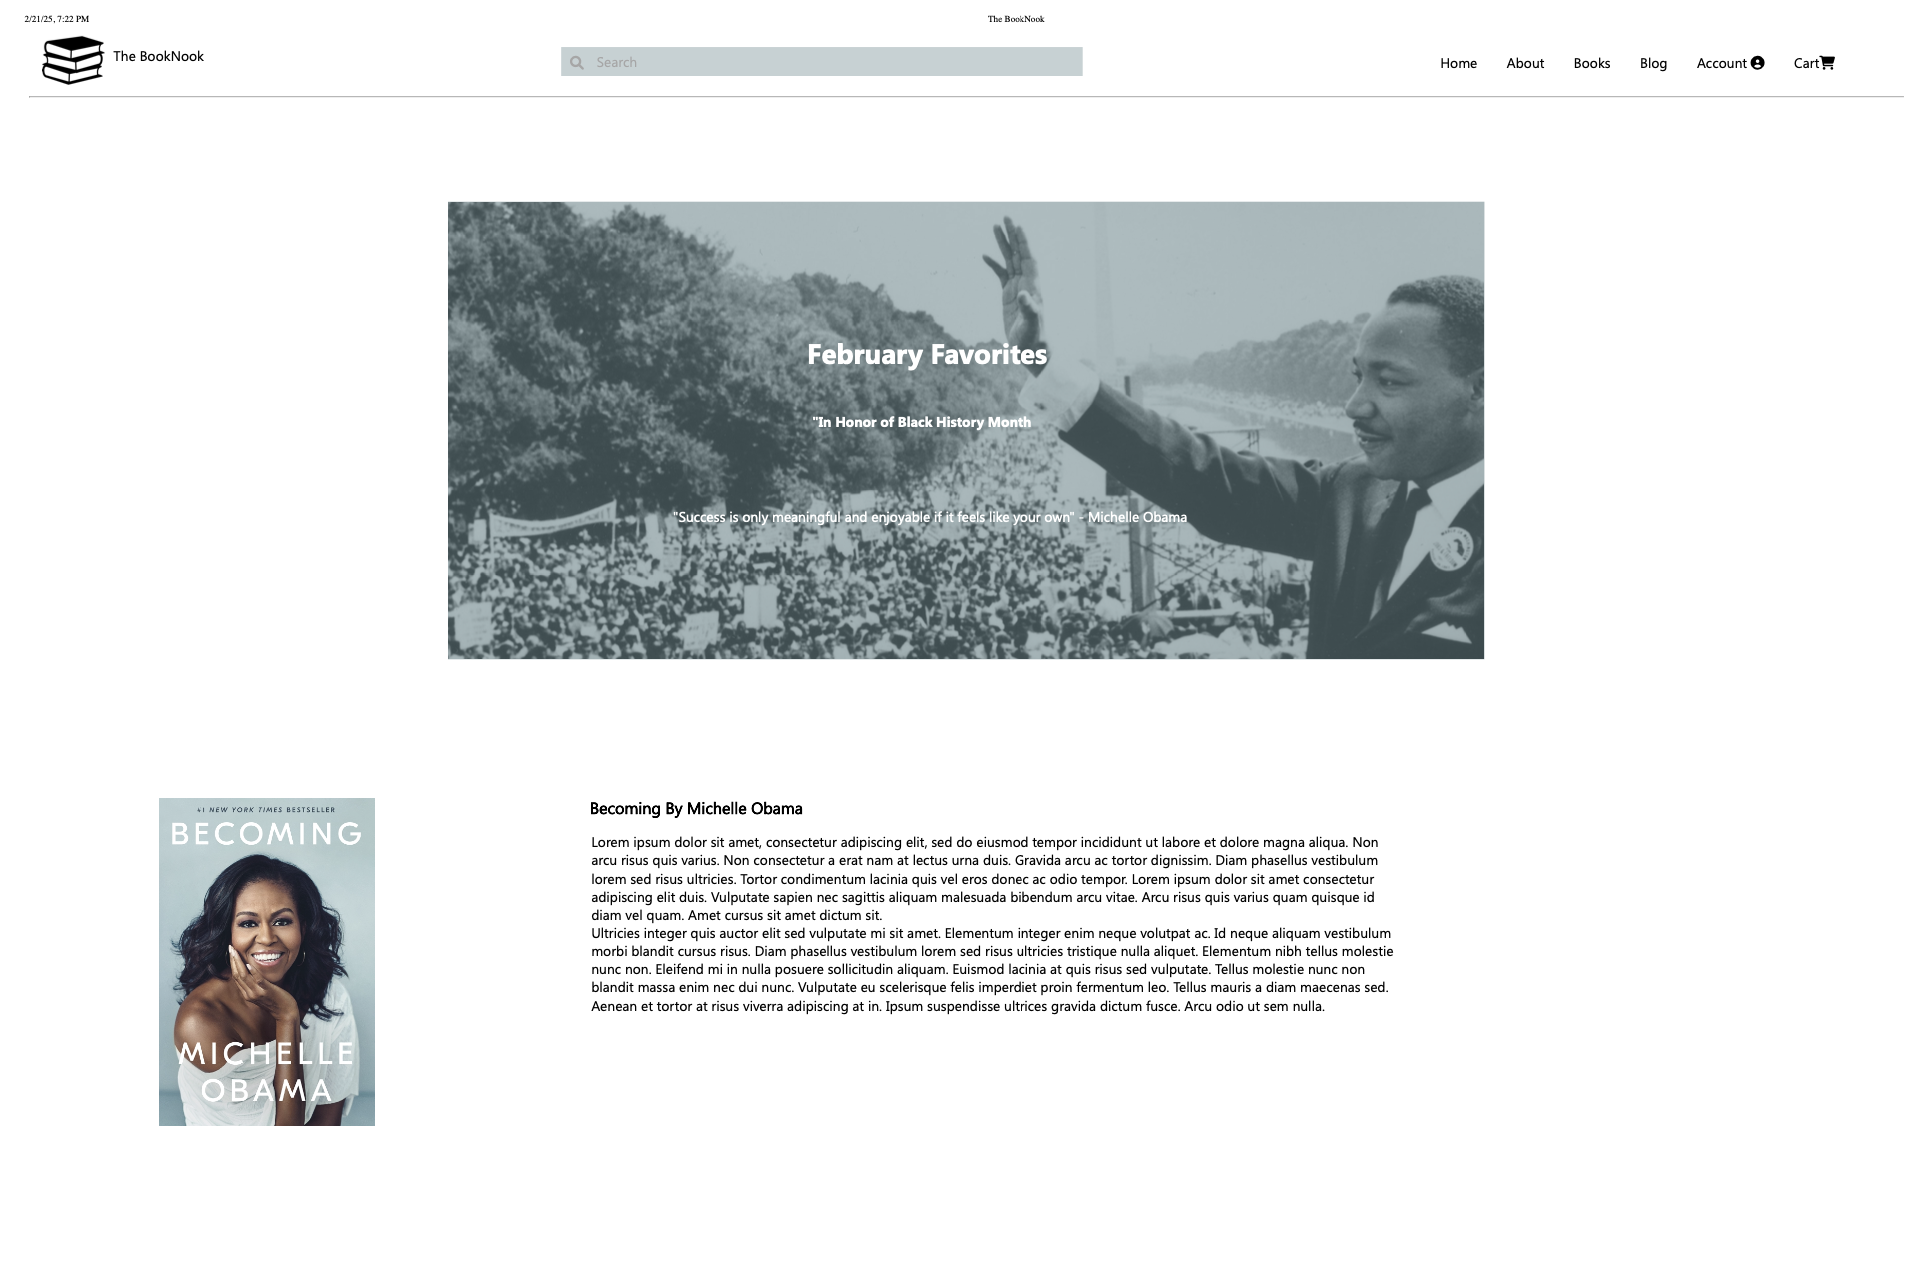 2/21/25, 7:22 PM
The BookNook
The BookNook
Search
Home
About
Books
Blog
Account
Cart
February Favorites
"In Honor of Black History Month
"Success is only meaningful and enjoyable if it feels like your own" - Michelle Obama
#1 NEW YORK TIMES BESTSELLER
BECOMING
MICHELLE
OBAMA
Becoming By Michelle Obama
Lorem ipsum dolor sit amet, consectetur adipiscing elit, sed do eiusmod tempor incididunt ut labore et dolore magna aliqua. Non
arcu risus quis varius. Non consectetur a erat nam at lectus urna duis. Gravida arcu ac tortor dignissim. Diam phasellus vestibulum
lorem sed risus ultricies. Tortor condimentum lacinia quis vel eros donec ac odio tempor. Lorem ipsum dolor sit amet consectetur
adipiscing elit duis. Vulputate sapien nec sagittis aliquam malesuada bibendum arcu vitae. Arcu risus quis varius quam quisque id
diam vel quam. Amet cursus sit amet dictum sit.
Ultricies integer quis auctor elit sed vulputate mi sit amet. Elementum integer enim neque volutpat ac. Id neque aliquam vestibulum
morbi blandit cursus risus. Diam phasellus vestibulum lorem sed risus ultricies tristique nulla aliquet. Elementum nibh tellus molestie
nunc non. Eleifend mi in nulla posuere sollicitudin aliquam. Euismod lacinia at quis risus sed vulputate. Tellus molestie nunc non
blandit massa enim nec dui nunc. Vulputate eu scelerisque felis imperdiet proin fermentum leo. Tellus mauris a diam maecenas sed.
Aenean et tortor at risus viverra adipiscing at in. Ipsum suspendisse ultrices gravida dictum fusce. Arcu odio ut sem nulla.